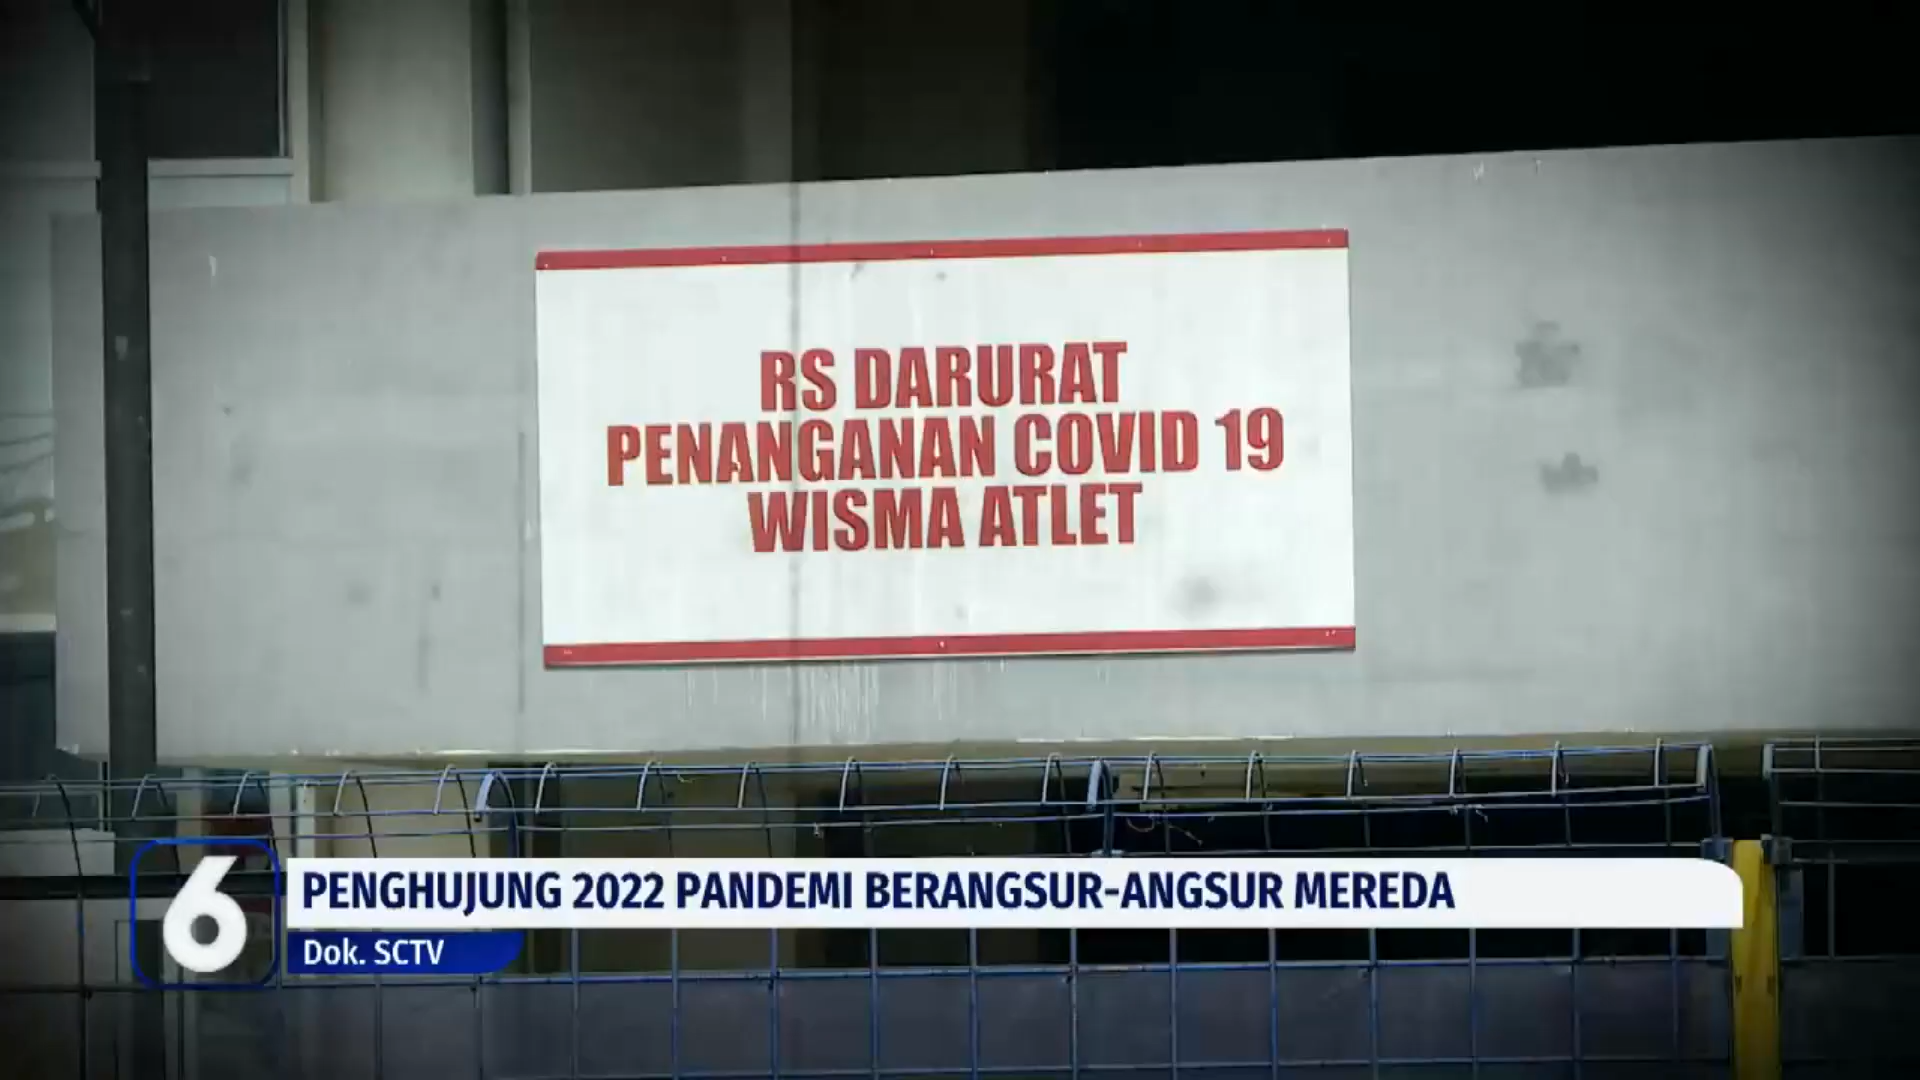 RS DARURAT
PENANGANAN COVID 19
WISMA ATLET
6
PENGHUJUNG 2022 PANDEMI BERANGSUR-ANGSUR MEREDA
Dok. SCTV